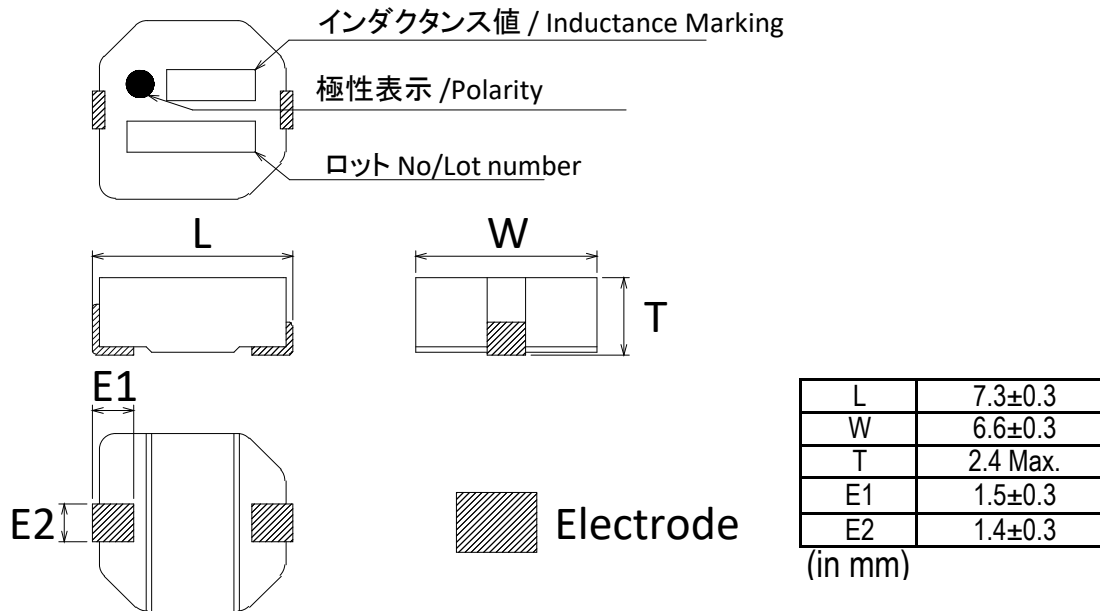 インダクタンス値 / Inductance Marking
極性表示 /Polarity
ロット No/Lot number
L
W
T
E1
E2
Electrode
L 7.3±0.3
W 6.6±0.3
T 2.4 Max.
E1 1.5±0.3
E2 1.4±0.3
(in mm)